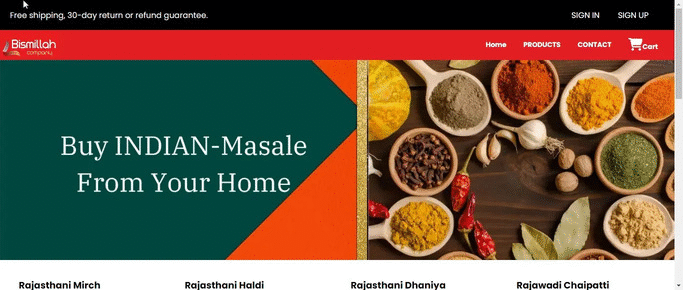 Free shipping, 30-day return or refund guarantee.
SIGN IN SIGN UP
Bismillah
company
Home PRODUCTS CONTACT Cart
Buy INDIAN-Masale
From Your Home
Rajasthani Mirch Rajasthani Haldi Rajasthani Dhaniya Rajawadi Chaipatti